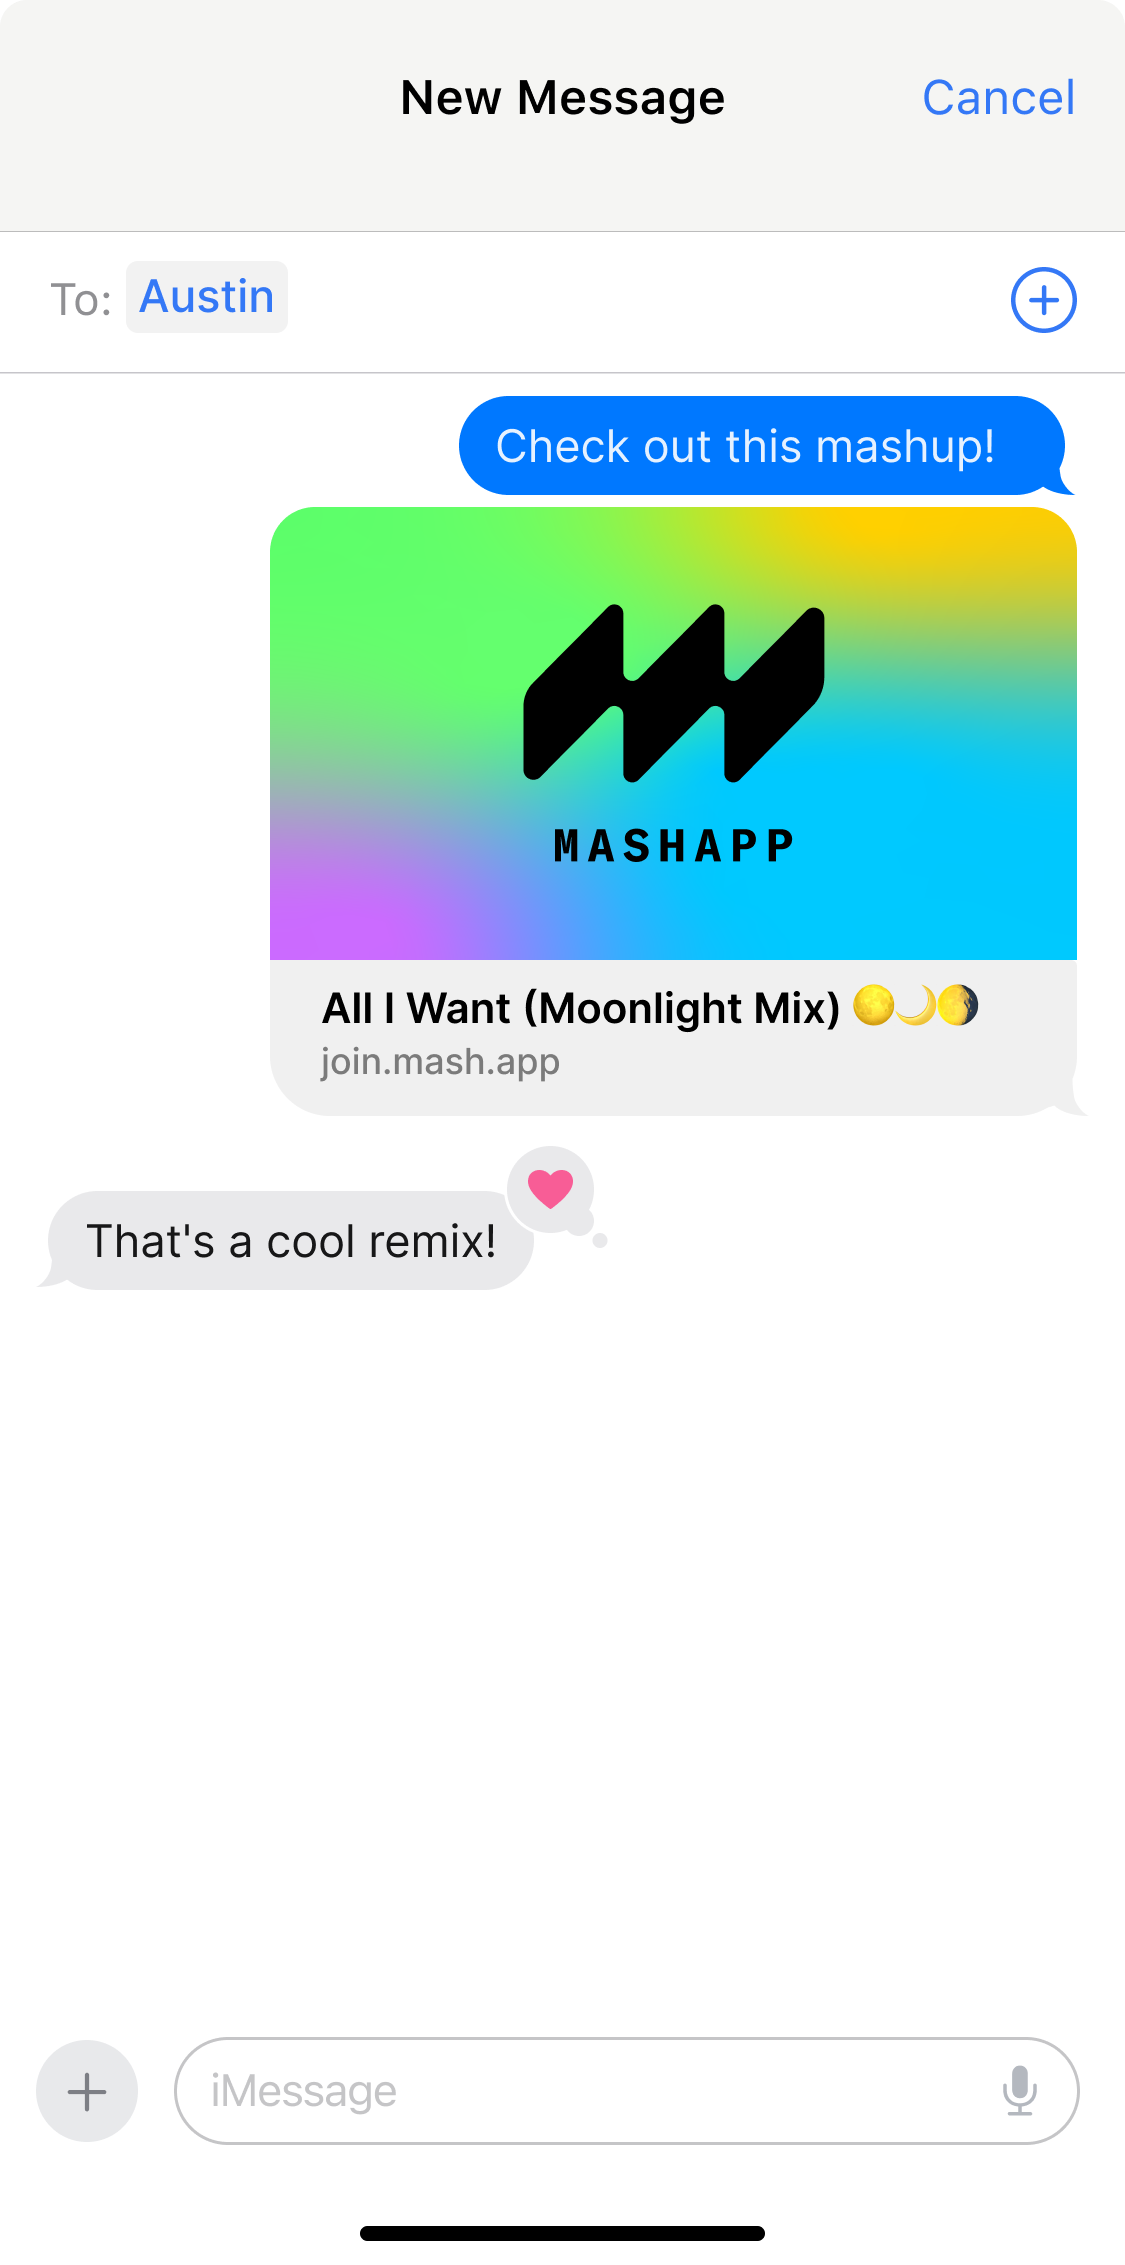 New Message
Cancel
To: Austin
Check out this mashup!
MASHAPP
All I Want (Moonlight Mix) 🌕🌙🌖
join.mash.app
That's a cool remix!
iMessage